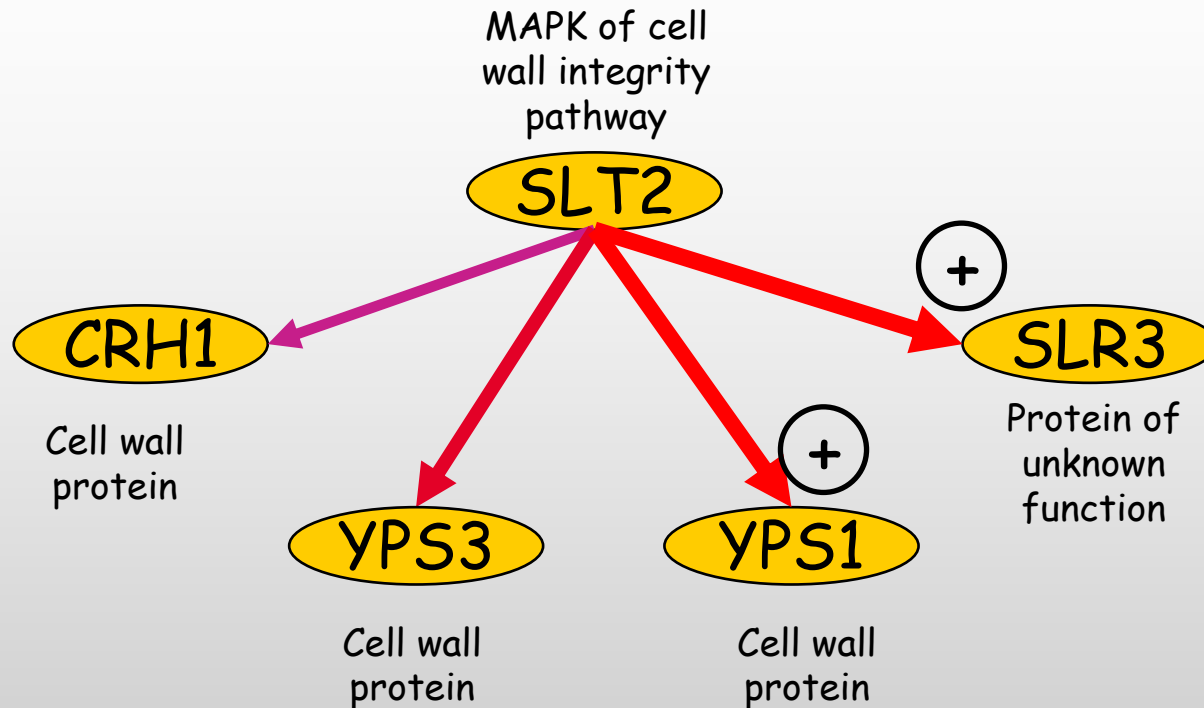 MAPK of cell
wall integrity
pathway
SLT2
+
CRH1
SLR3
Cell wall
protein
Protein of
unknown
function
+
YPS3
YPS1
Cell wall
protein
Cell wall
protein